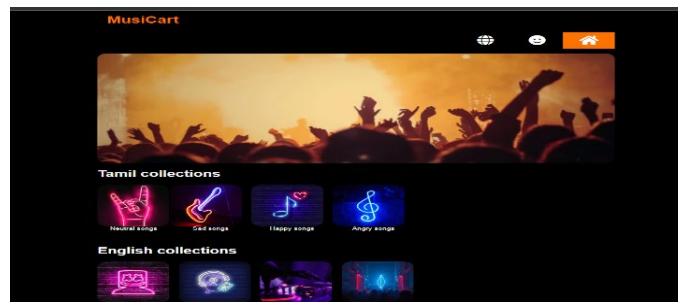 MusiCart
Tamil collections
Neutral songs Sad songs Happy songs Angry songs
English collections